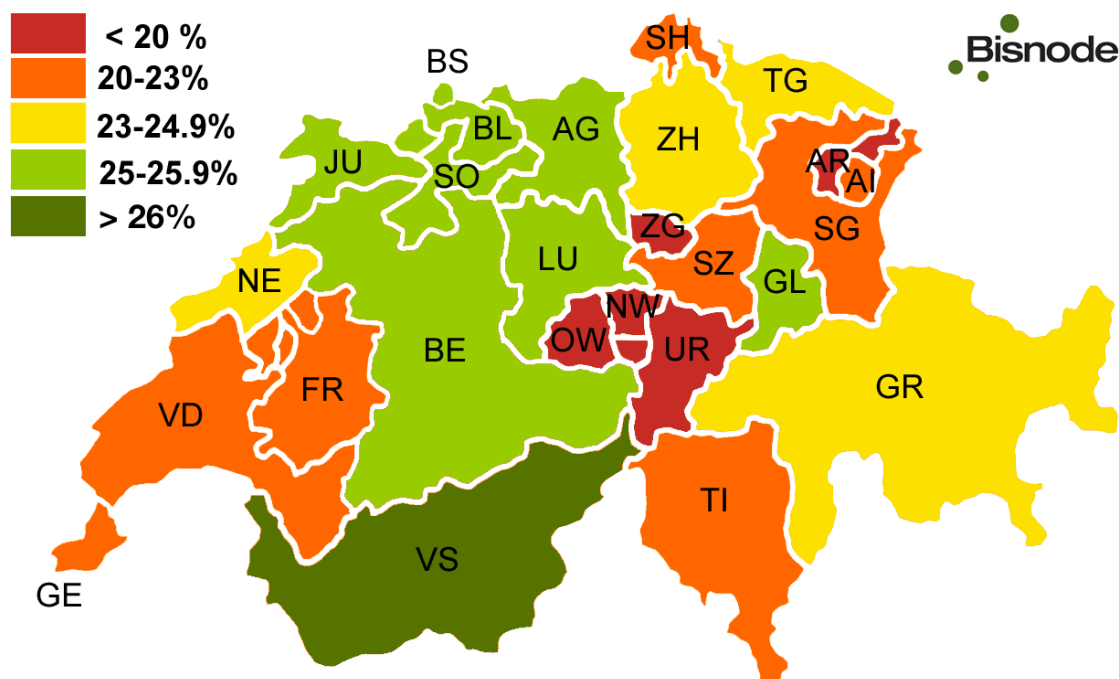 < 20 %
20-23%
23-24.9%
25-25.9%
> 26%
Bisnode
SH
BS
TG
BL
AG
ZH
JU
SO
AR
AI
ZG
SG
LU
SZ
NE
GL
NW
OW
UR
BE
FR
GR
VD
TI
VS
GE